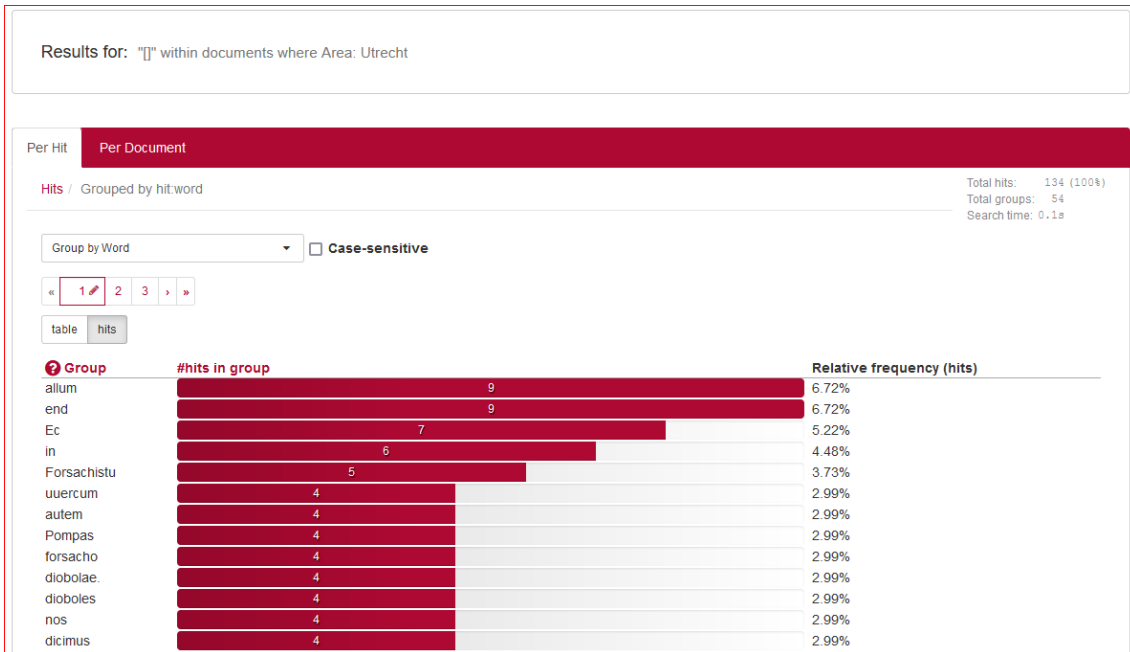 Results for: "[]" within documents where Area: Utrecht
Per Hit Per Document
Hits / Grouped by hit:word
Total hits: 134 (100%)
Total groups: 54
Search time: 0.1s
Group by Word Case-sensitive
« 1 2 3 › »
table hits
? Group #hits in group Relative frequency (hits)
allum 9 6.72%
end 9 6.72%
Ec 7 5.22%
in 6 4.48%
Forsachistu 5 3.73%
uuercum 4 2.99%
autem 4 2.99%
Pompas 4 2.99%
forsacho 4 2.99%
diobolae. 4 2.99%
dioboles 4 2.99%
nos 4 2.99%
dicimus 4 2.99%